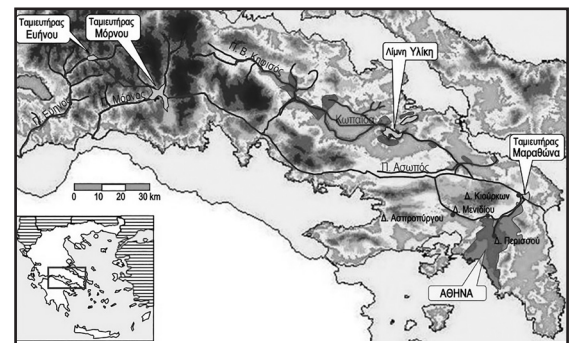 Ταμιευτήρας
Ευήνου
Ταμιευτήρας
Μόρνου
Π. Β. Κηφισός
Λίμνη Υλίκη
Π. Εύηνος
Π. Μόρνος
Κωπαΐδα
Ταμιευτήρας
Μαραθώνα
Π. Ασωπός
0 10 20 30 km
Δ. Κιούρκων
Δ. Μενιδίου
Δ. Ασπροπύργου
Δ. Περισσού
ΑΘΗΝΑ